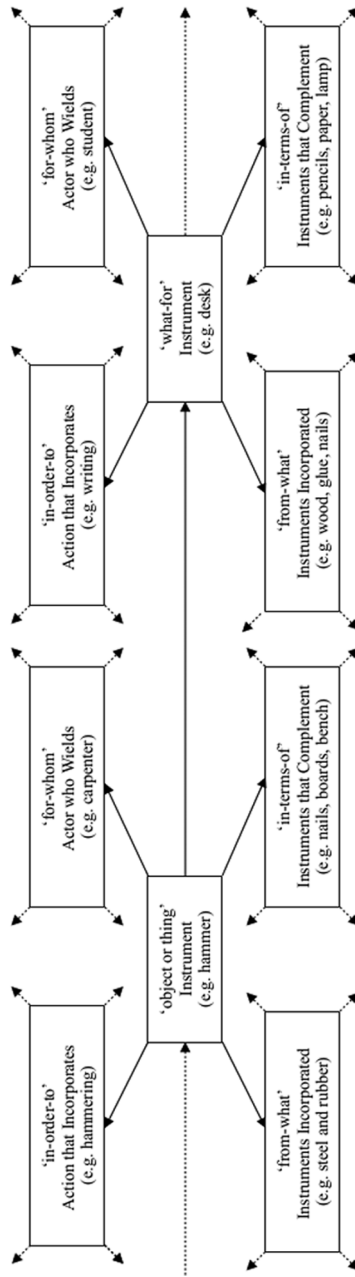 'in-order-to'
Action that Incorporates
(e.g. hammering)
'for-whom'
Actor who Wields
(e.g. carpenter)
'in-order-to'
Action that Incorporates
(e.g. writing)
'for-whom'
Actor who Wields
(e.g. student)
'object or thing'
Instrument
(e.g. hammer)
'what-for'
Instrument
(e.g. desk)
'from-what'
Instruments Incorporated
(e.g. steel and rubber)
'in-terms-of'
Instruments that Complement
(e.g. nails, boards, bench)
'from-what'
Instruments Incorporated
(e.g. wood, glue, nails)
'in-terms-of'
Instruments that Complement
(e.g. pencils, paper, lamp)